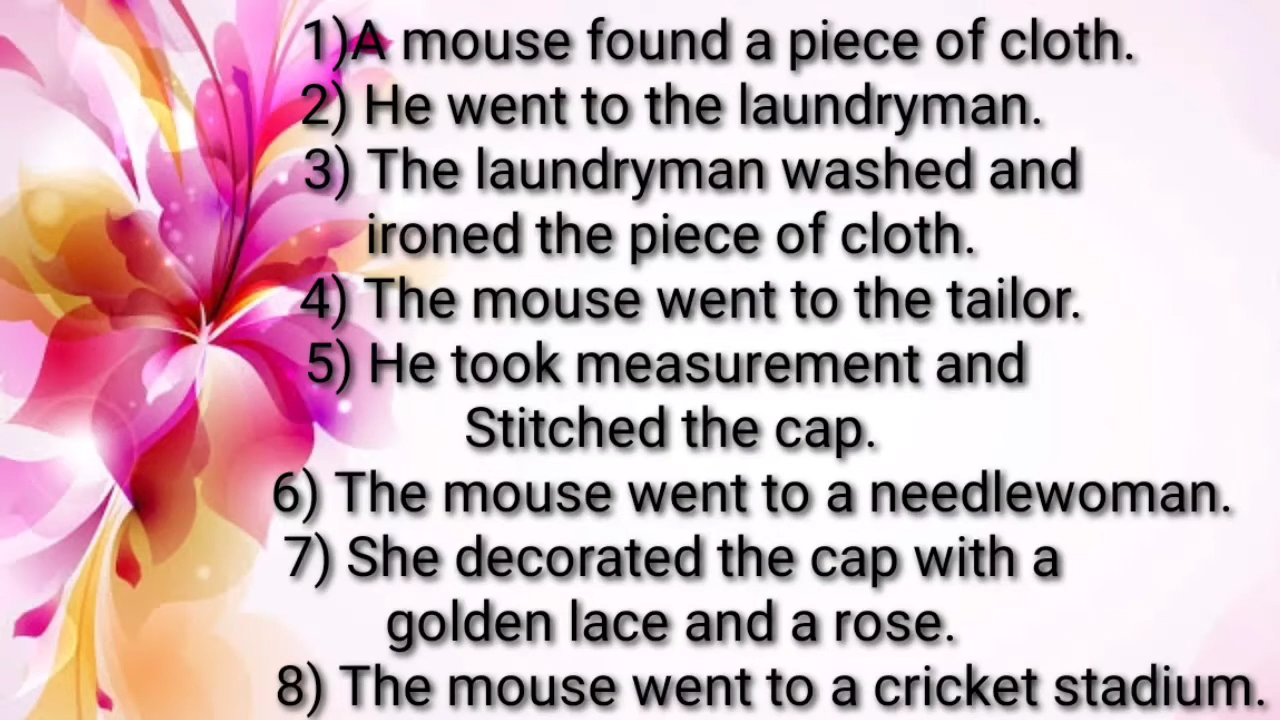 1)A mouse found a piece of cloth.
2) He went to the laundryman.
3) The laundryman washed and
ironed the piece of cloth.
4) The mouse went to the tailor.
5) He took measurement and
Stitched the cap.
6) The mouse went to a needlewoman.
7) She decorated the cap with a
golden lace and a rose.
8) The mouse went to a cricket stadium.